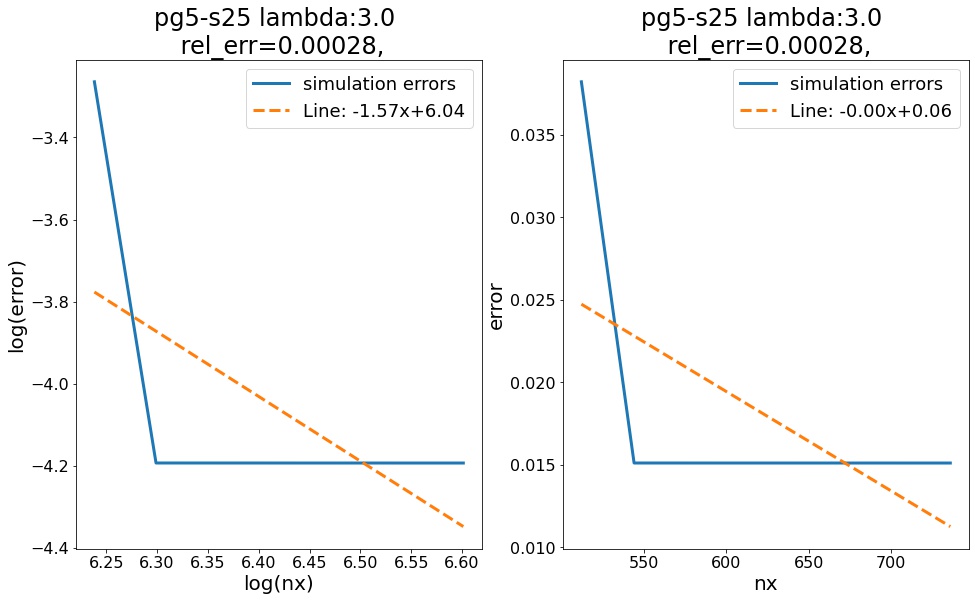 pg5-s25 lambda:3.0
rel_err=0.00028,
simulation errors
Line: -1.57x+6.04
log(error)
−3.4
−3.6
−3.8
−4.0
−4.2
−4.4
6.25
6.30
6.35
6.40
6.45
6.50
6.55
6.60
log(nx)
pg5-s25 lambda:3.0
rel_err=0.00028,
simulation errors
Line: -0.00x+0.06
error
0.035
0.030
0.025
0.020
0.015
0.010
550
600
650
700
nx